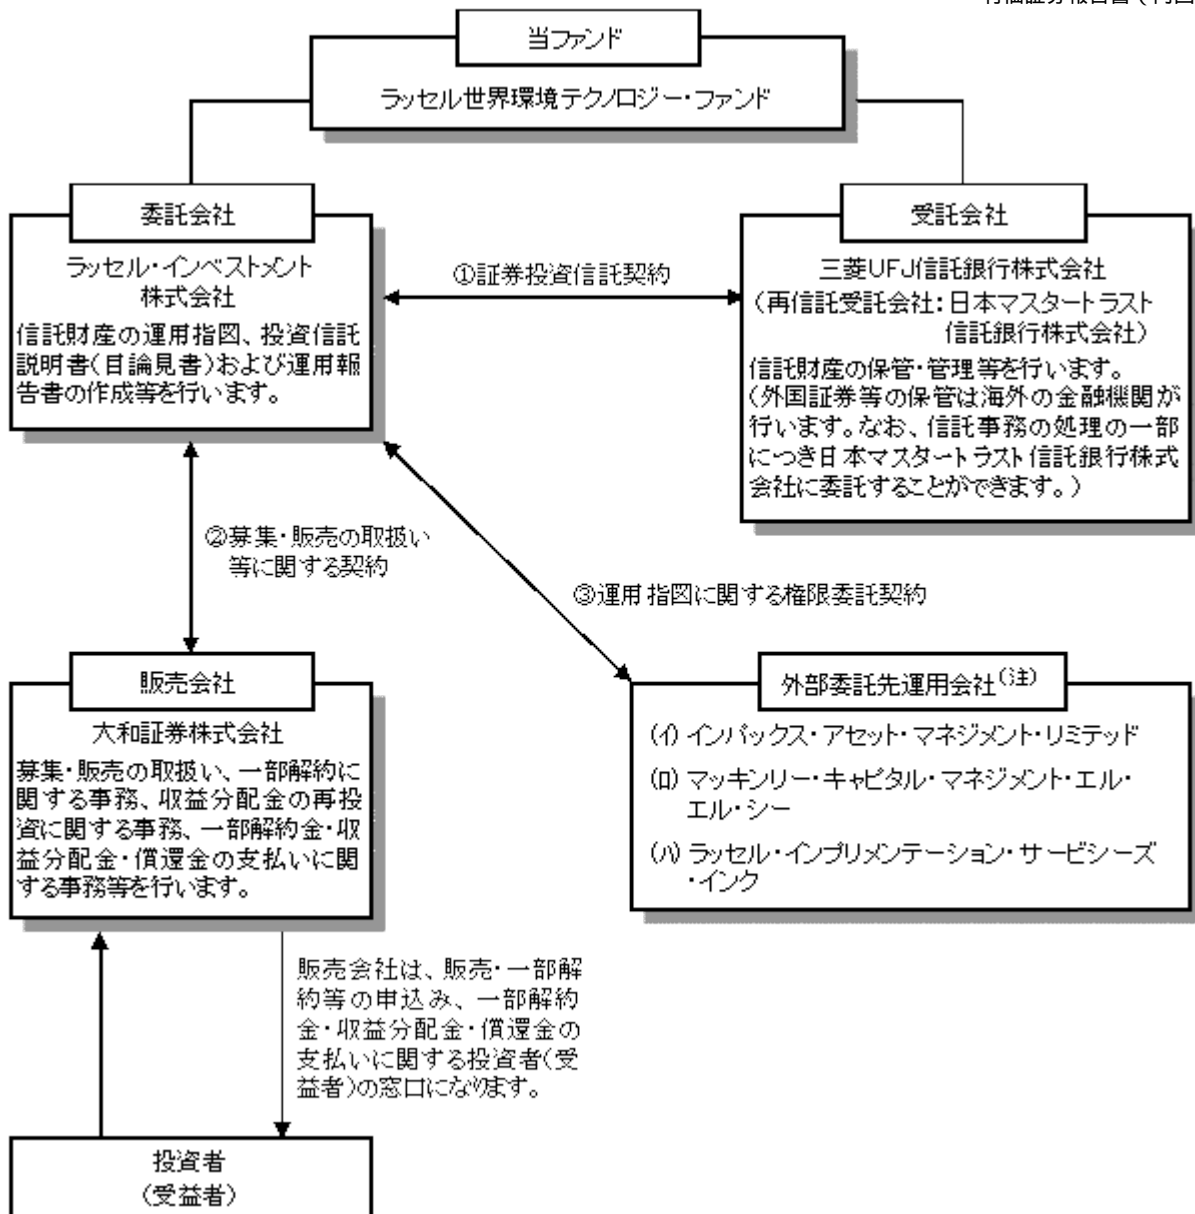 当ファンド
ラッセル世界環境テクノロジー・ファンド
委託会社
ラッセル・インベストメント
株式会社
信託財産の運用指図、投資信託
説明書(目論見書)および運用報
告書の作成等を行います。
①証券投資信託契約
受託会社
三菱UFJ信託銀行株式会社
(再信託受託会社:日本マスタートラスト
信託銀行株式会社)
信託財産の保管・管理等を行います。
(外国証券等の保管は海外の金融機関が
行います。なお、信託事務の処理の一部
につき日本マスタートラスト信託銀行株式
会社に委託することができます。)
②募集・販売の取扱い
等に関する契約
③運用指図に関する権限委託契約
販売会社
大和証券株式会社
募集・販売の取扱い、一部解約に
関する事務、収益分配金の再投
資に関する事務、一部解約金・収
益分配金・償還金の支払いに関
する事務等を行います。
外部委託先運用会社(注)
(イ) インパックス・アセット・マネジメント・リミテッド
(ロ) マッキンリー・キャピタル・マネジメント・エル・
エル・シー
(ハ) ラッセル・インプリメンテーション・サービシーズ
・インク
販売会社は、販売・一部解
約等の申込み、一部解約
金・収益分配金・償還金の
支払いに関する投資者(受
益者)の窓口になります。
投資者
(受益者)